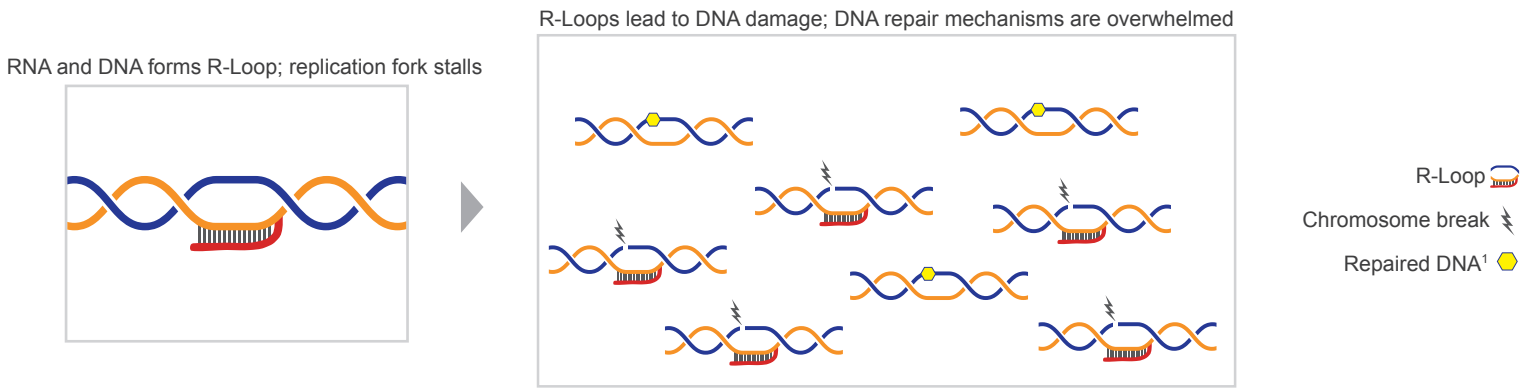 R-Loops lead to DNA damage; DNA repair mechanisms are overwhelmed
RNA and DNA forms R-Loop; replication fork stalls
R-Loop
Chromosome break
Repaired DNA¹